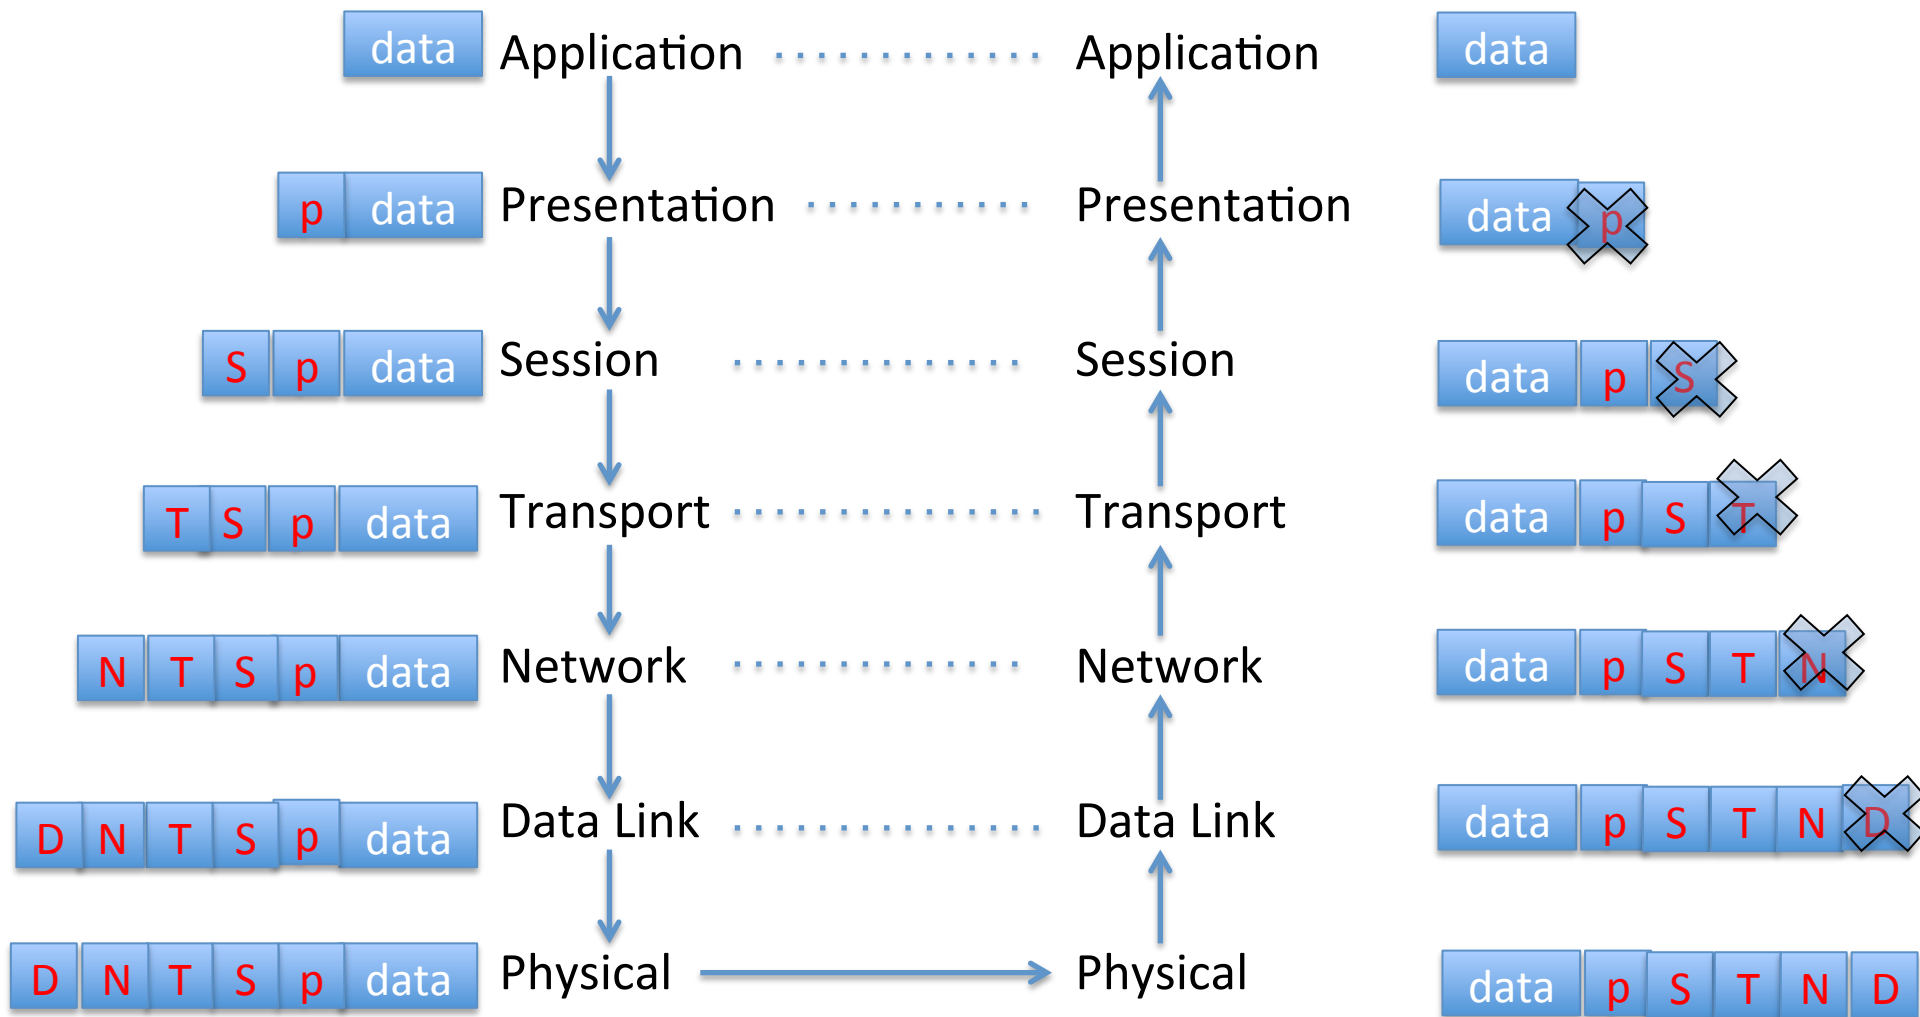 data Application Application data
p data Presentation Presentation data p
S p data Session Session data p S
T S p data Transport Transport data p S T
N T S p data Network Network data p S T N
D N T S p data Data Link Data Link data p S T N D
D N T S p data Physical Physical data p S T N D